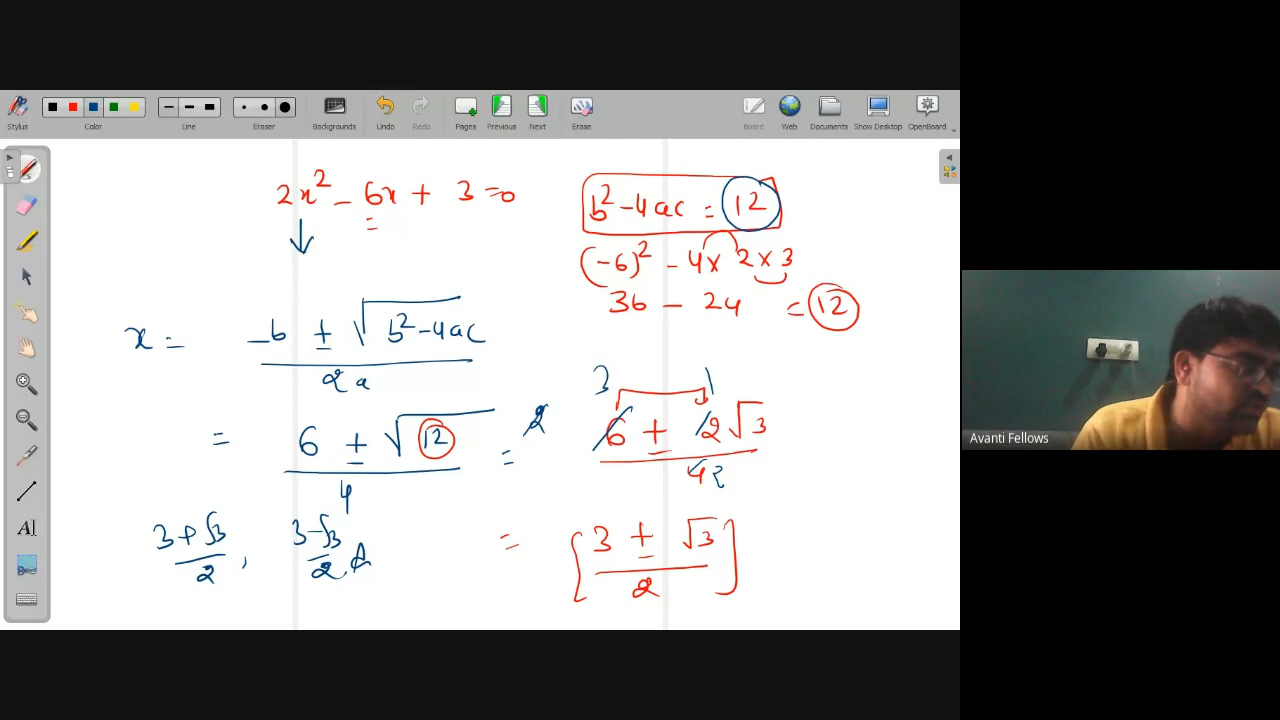 Stylus Color Line Eraser Backgrounds Undo Redo Pages Previous Next Erase Board Web Documents Show Desktop OpenBoard
2x² - 6x + 3 = 0
b² - 4ac = 12
(-6)² - 4 x 2 x 3
36 - 24 = 12
x = -b ± √b² - 4ac / 2a
= 6 ± √12 / 4
= 6 ± 2√3 / 4
3 1
2
= [3 ± √3 / 2]
3 + √3 / 2 , 3 - √3 / 2
Avanti Fellows